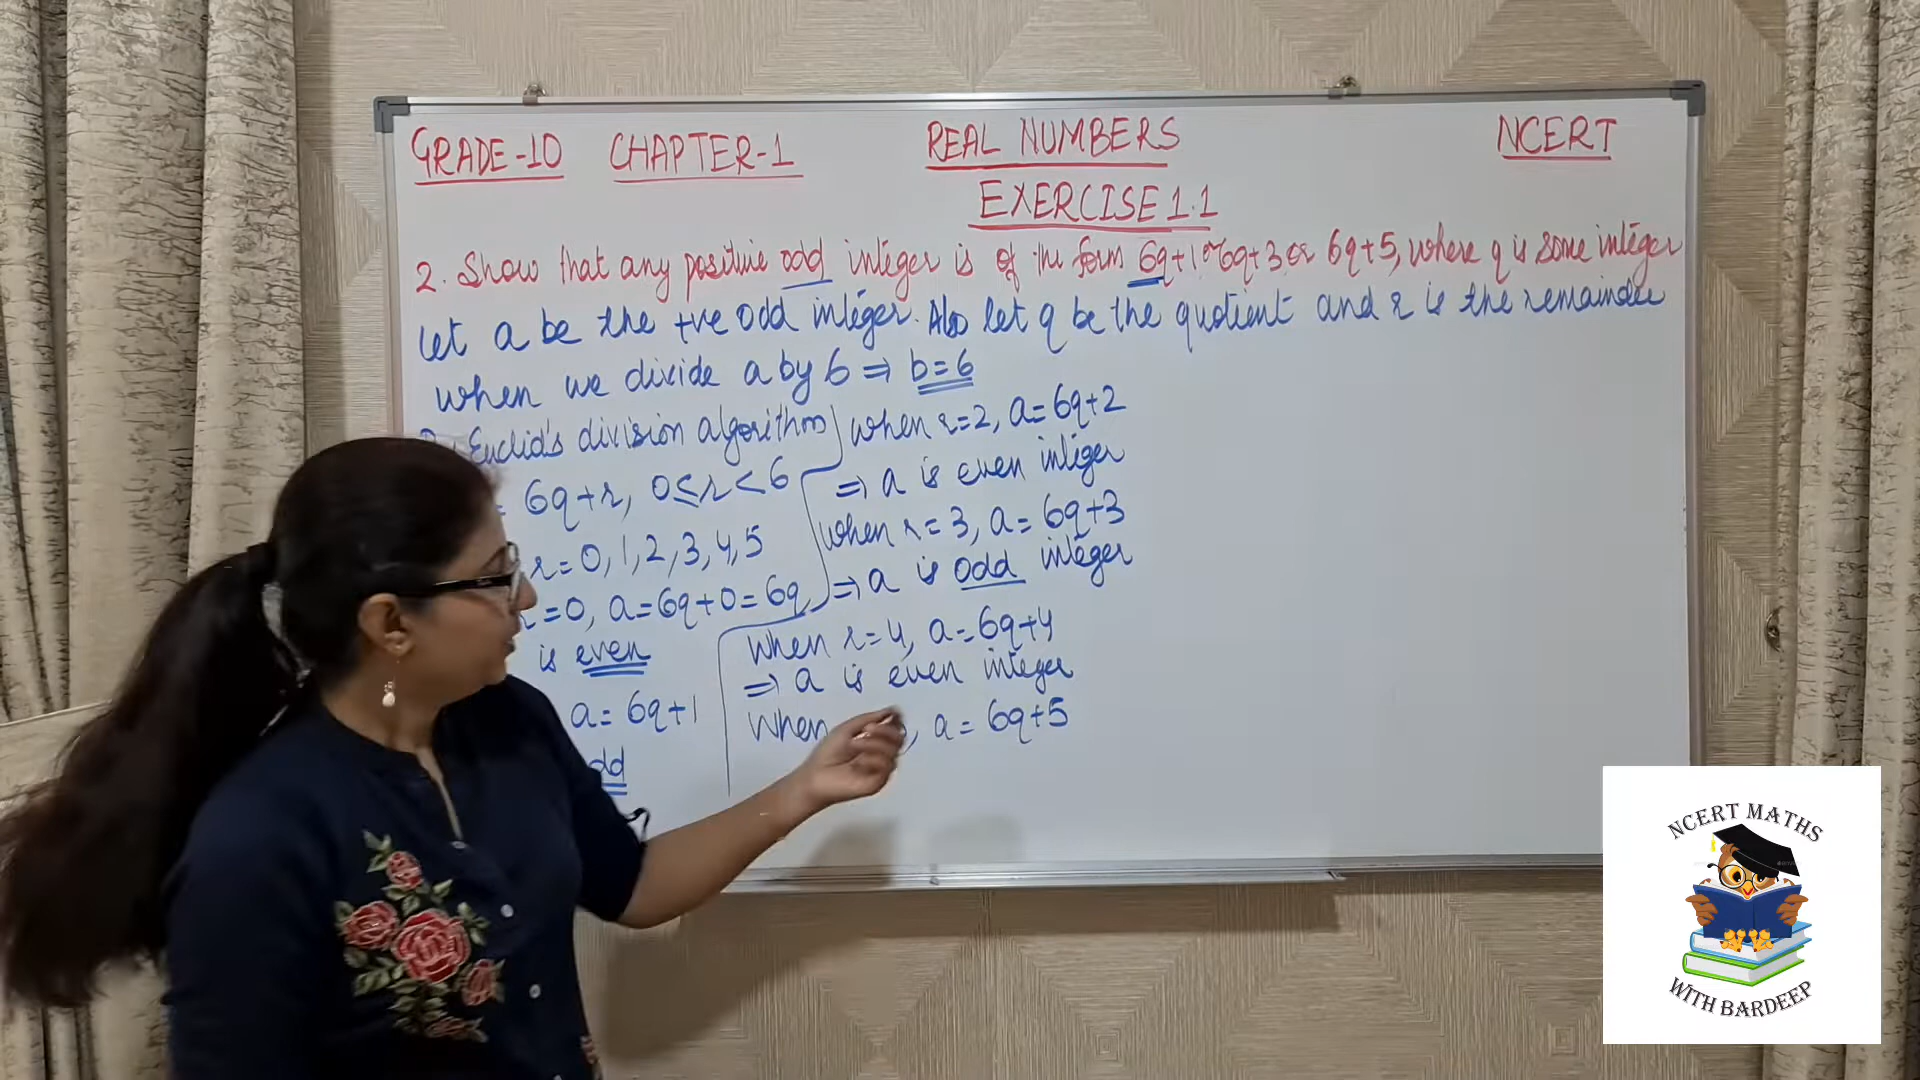 GRADE-10 CHAPTER-1 REAL NUMBERS NCERT
EXERCISE 1.1
2. Show that any positive odd integer is of the form 6q+1 or 6q+3 or 6q+5, where q is some integer
Let a be the +ve odd integer. Also let q be the quotient and r is the remainder
when we divide a by 6 ⇒ b=6
Euclid's division algorithm
6q+r, 0≤r<6
r=0,1,2,3,4,5
r=0, a=6q+0=6q
is even
a=6q+1
odd
when r=2, a=6q+2
⇒ a is even integer
when r=3, a=6q+3
⇒ a is odd integer
when r=4, a=6q+4
⇒ a is even integer
When , a=6q+5
NCERT MATHS
WITH BARDEEP